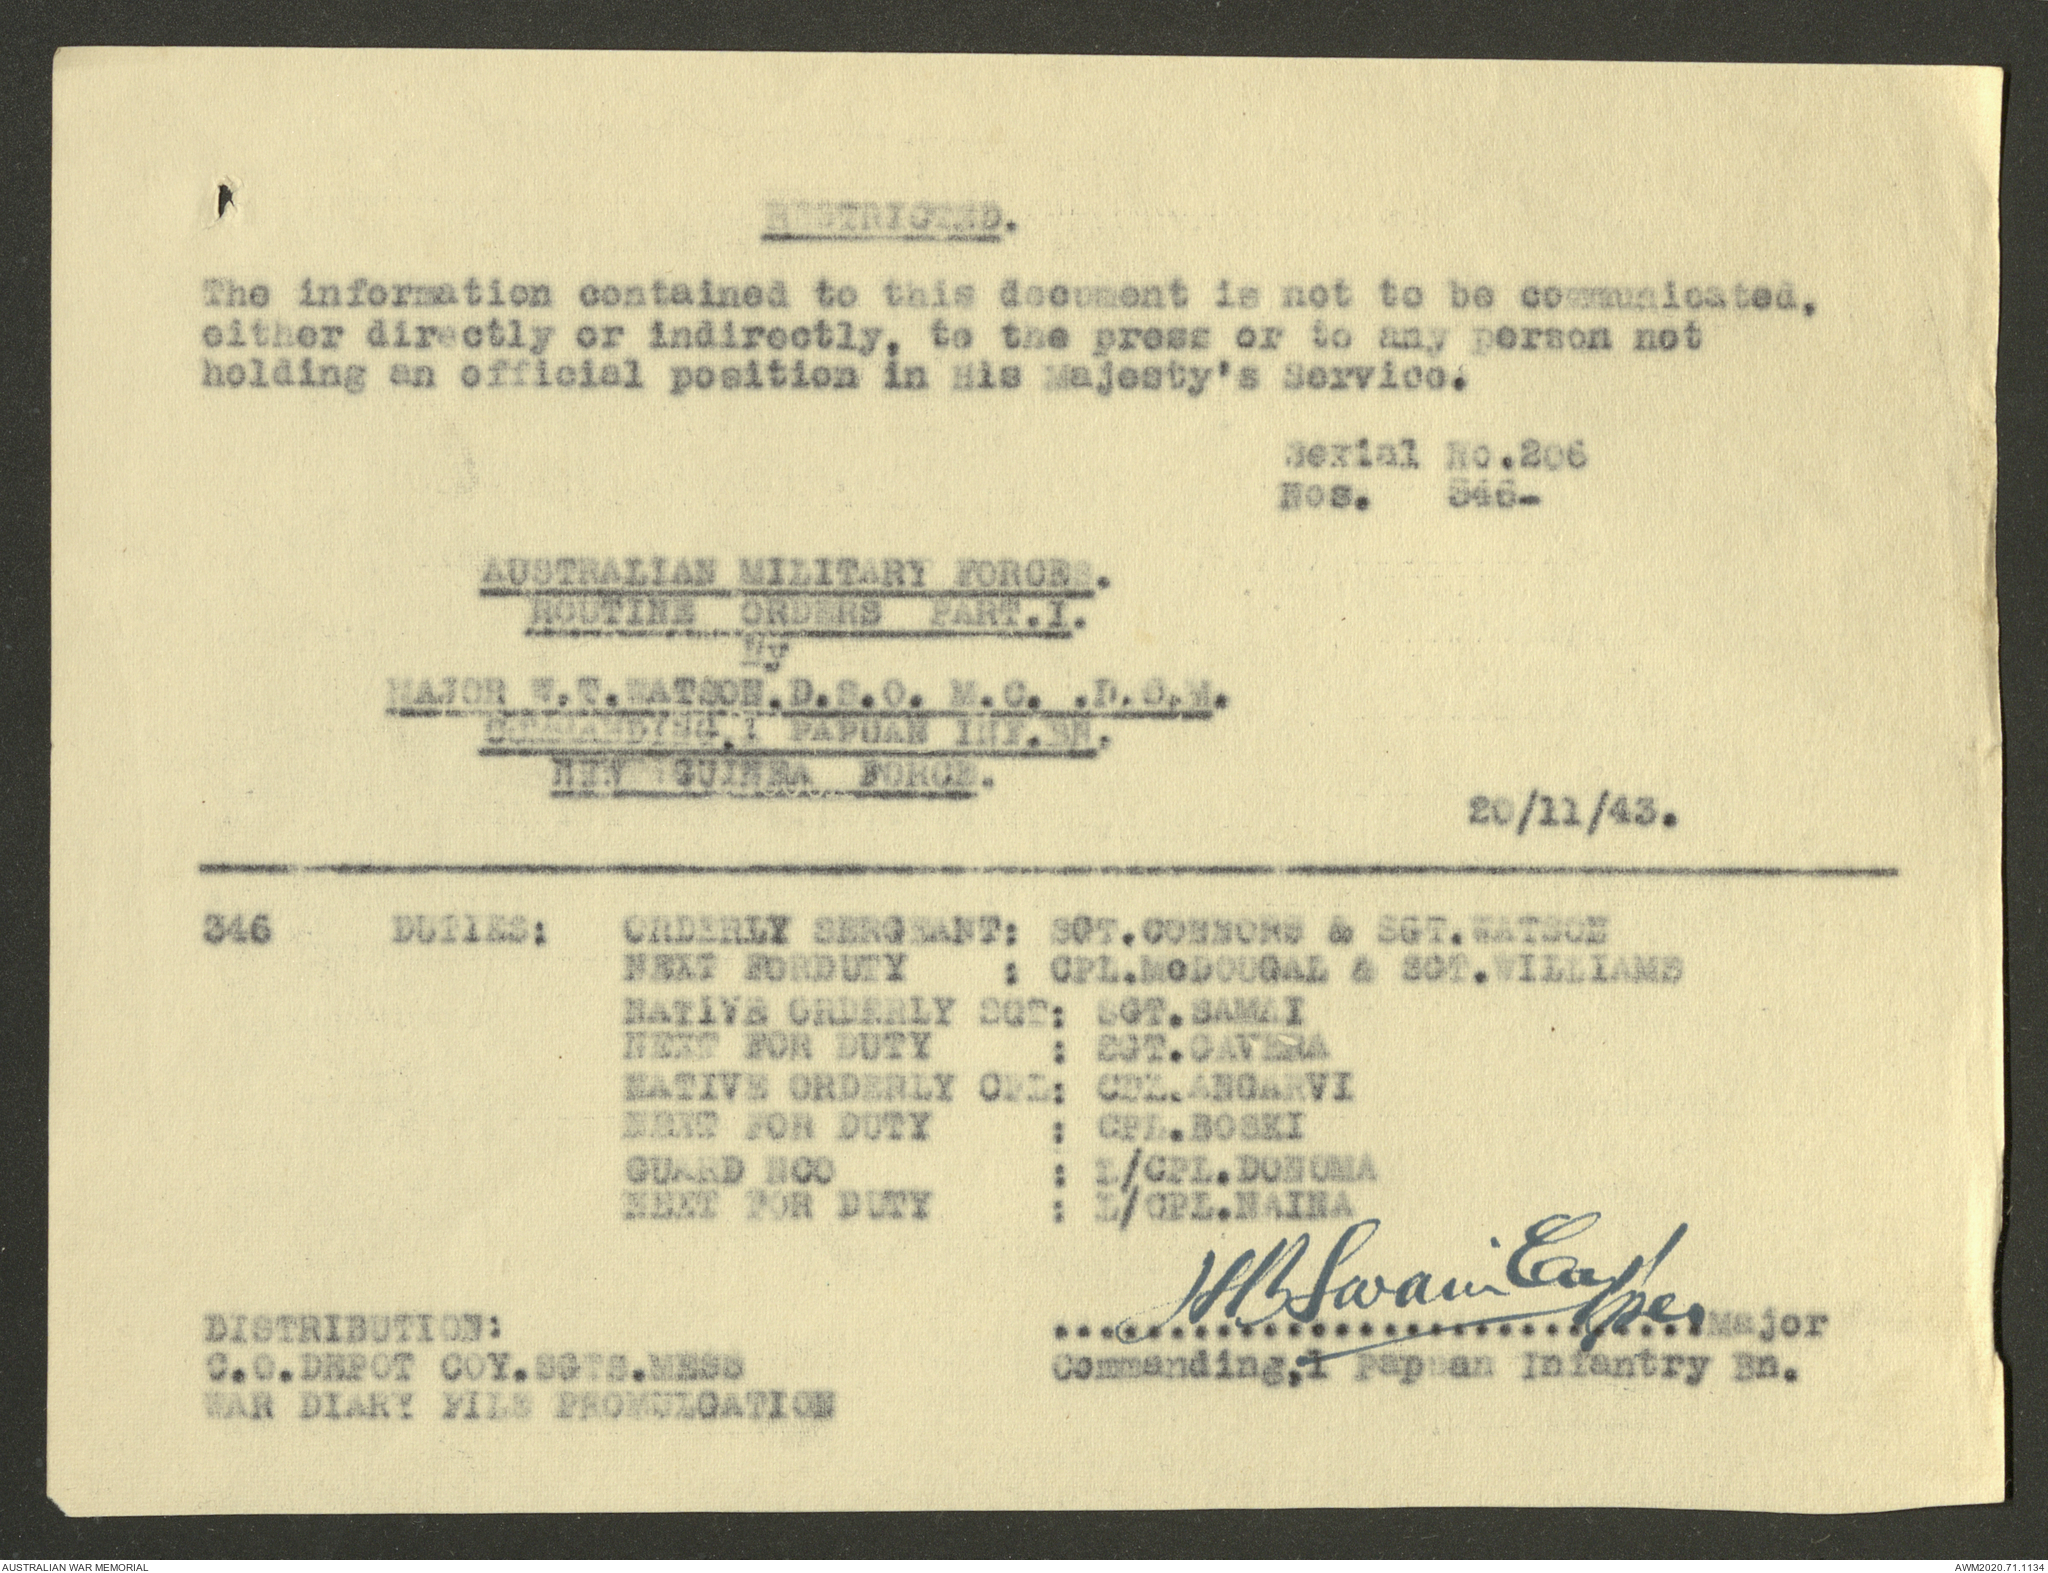 RESTRICTED.
The information contained to this document is not to be communicated,
either directly or indirectly, to the press or to any person not
holding an official position in His Majesty's Service.
Serial No.206
Nos. 346-
AUSTRALIAN MILITARY FORCES.
ROUTINE ORDERS PART.I.
By
MAJOR W.T.WATSON.D.S.O. M.C. .D.C.M.
1 PAPUAN INF.BN.
NEW GUINEA FORCE.
20/11/43.
346 DUTIES: ORDERLY SERGEANT: SGT.CONNORS & SGT.WATSON
NEXT FORDUTY : CPL.McDOUGAL & SGT.WILLIAMS
NATIVE ORDERLY SGT: SGT.SAMAI
NEXT FOR DUTY : SGT.GAVERA
NATIVE ORDERLY CPL: CPL.ANGARVI
NEXT FOR DUTY : CPL.BOSKI
GUARD NCO : L/CPL.DONOMA
NEXT FOR DUTY : L/CPL.NAINA
HBSwain Capt
DISTRIBUTION: ..............................Major
C.O.DEPOT COY.SGTS.MESS Commanding,1 Papuan Infantry Bn.
WAR DIARY FILE PROMULGATION
AUSTRALIAN WAR MEMORIAL AWM2020.71.1134